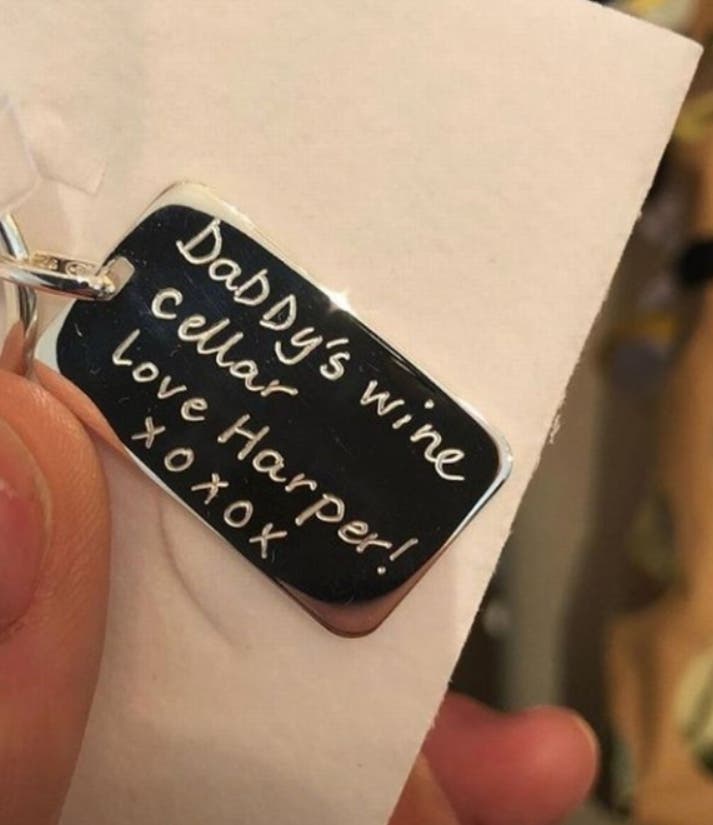 DaDDy's wine
cellar
Love Harper!
xoxox